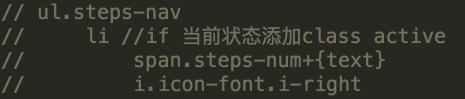 // ul.steps-nav
//     li //if 当前状态添加class active
//         span.steps-num+{text}
//         i.icon-font.i-right